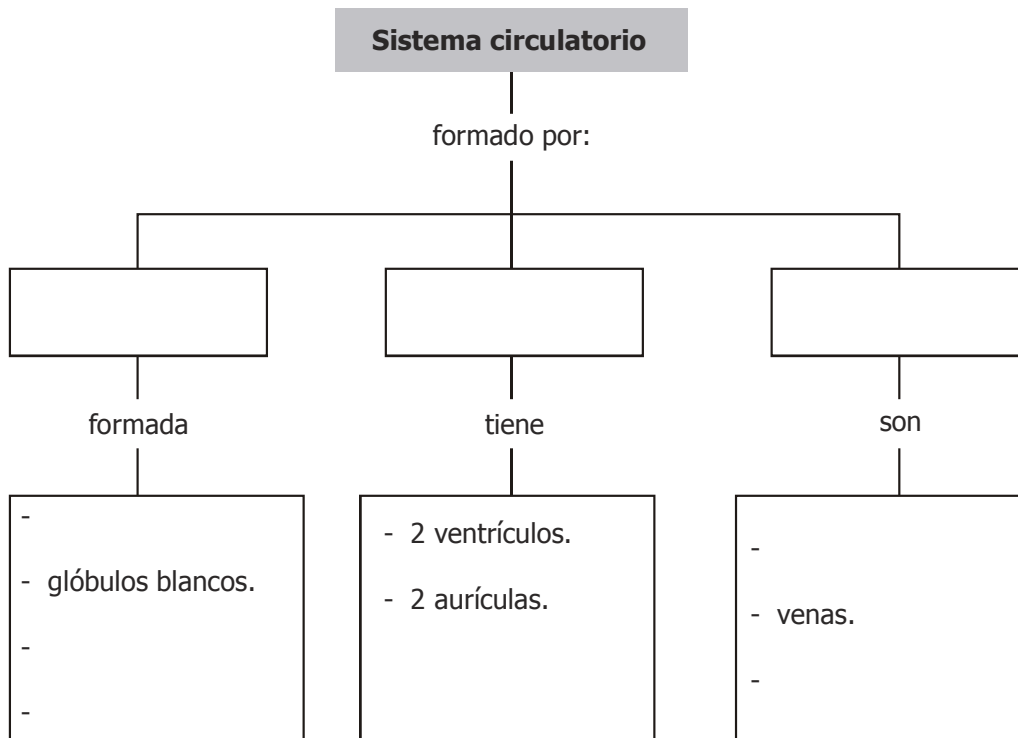 Sistema circulatorio
formado por:
formada
tiene
son
-
- glóbulos blancos.
-
-
- 2 ventrículos.
- 2 aurículas.
-
- venas.
-